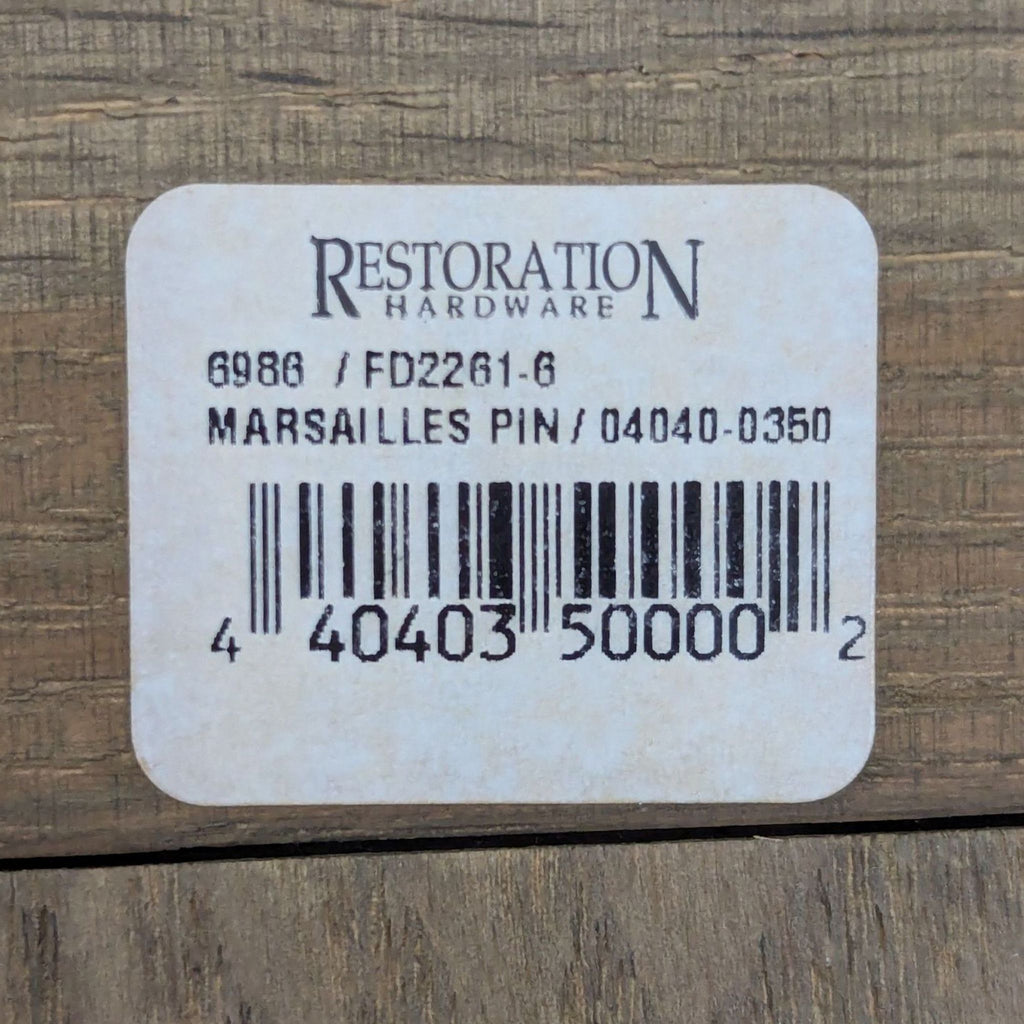 RESTORATION
HARDWARE
6986 / FD2261-6
MARSAILLES PIN / 04040-0350
4 40403 50000 2